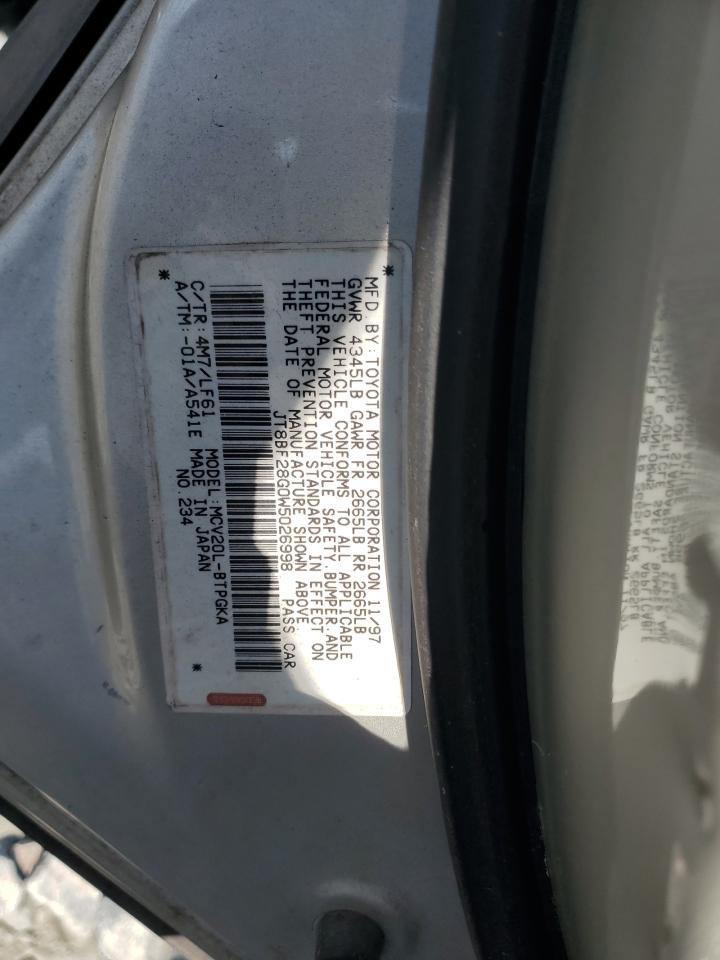 MFD BY:TOYOTA MOTOR CORPORATION 11/97
GVWR 4345LB GAWR FR 2665LB RR 2665LB
THIS VEHICLE CONFORMS TO ALL APPLICABLE
FEDERAL MOTOR VEHICLE SAFETY,BUMPER,AND
THEFT PREVENTION STANDARDS IN EFFECT ON
THE DATE OF MANUFACTURE SHOWN ABOVE.
JT8BF28G0W5026998 PASS CAR
C/TR:4M7/LF61 MODEL:MCV20L-BTPGKA
A/TM:-01A/A541E MADE IN JAPAN
NO.234